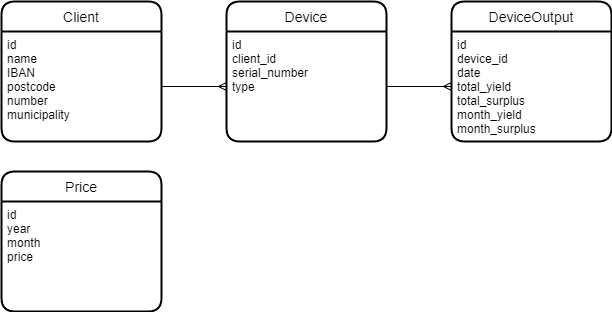 Client
id
name
IBAN
postcode
number
municipality
Device
id
client_id
serial_number
type
DeviceOutput
id
device_id
date
total_yield
total_surplus
month_yield
month_surplus
Price
id
year
month
price